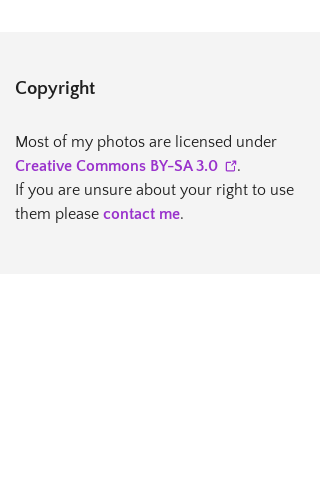 Copyright
Most of my photos are licensed under
Creative Commons BY-SA 3.0 .
If you are unsure about your right to use
them please contact me.